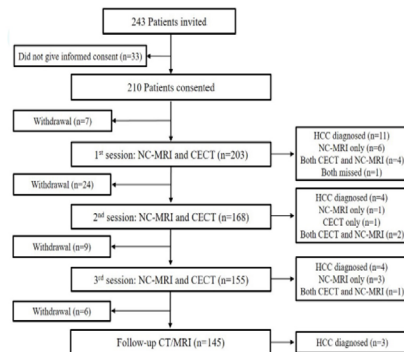 243 Patients invited
Did not give informed consent (n=33)
210 Patients consented
Withdrawal (n=7)
1st session: NC-MRI and CECT (n=203)
HCC diagnosed (n=11)
NC-MRI only (n=6)
Both CECT and NC-MRI (n=4)
Both missed (n=1)
Withdrawal (n=24)
2nd session: NC-MRI and CECT (n=168)
HCC diagnosed (n=4)
NC-MRI only (n=1)
CECT only (n=1)
Both CECT and NC-MRI (n=2)
Withdrawal (n=9)
3rd session: NC-MRI and CECT (n=155)
HCC diagnosed (n=4)
NC-MRI only (n=3)
Both CECT and NC-MRI (n=1)
Withdrawal (n=6)
Follow-up CT/MRI (n=145)
HCC diagnosed (n=3)